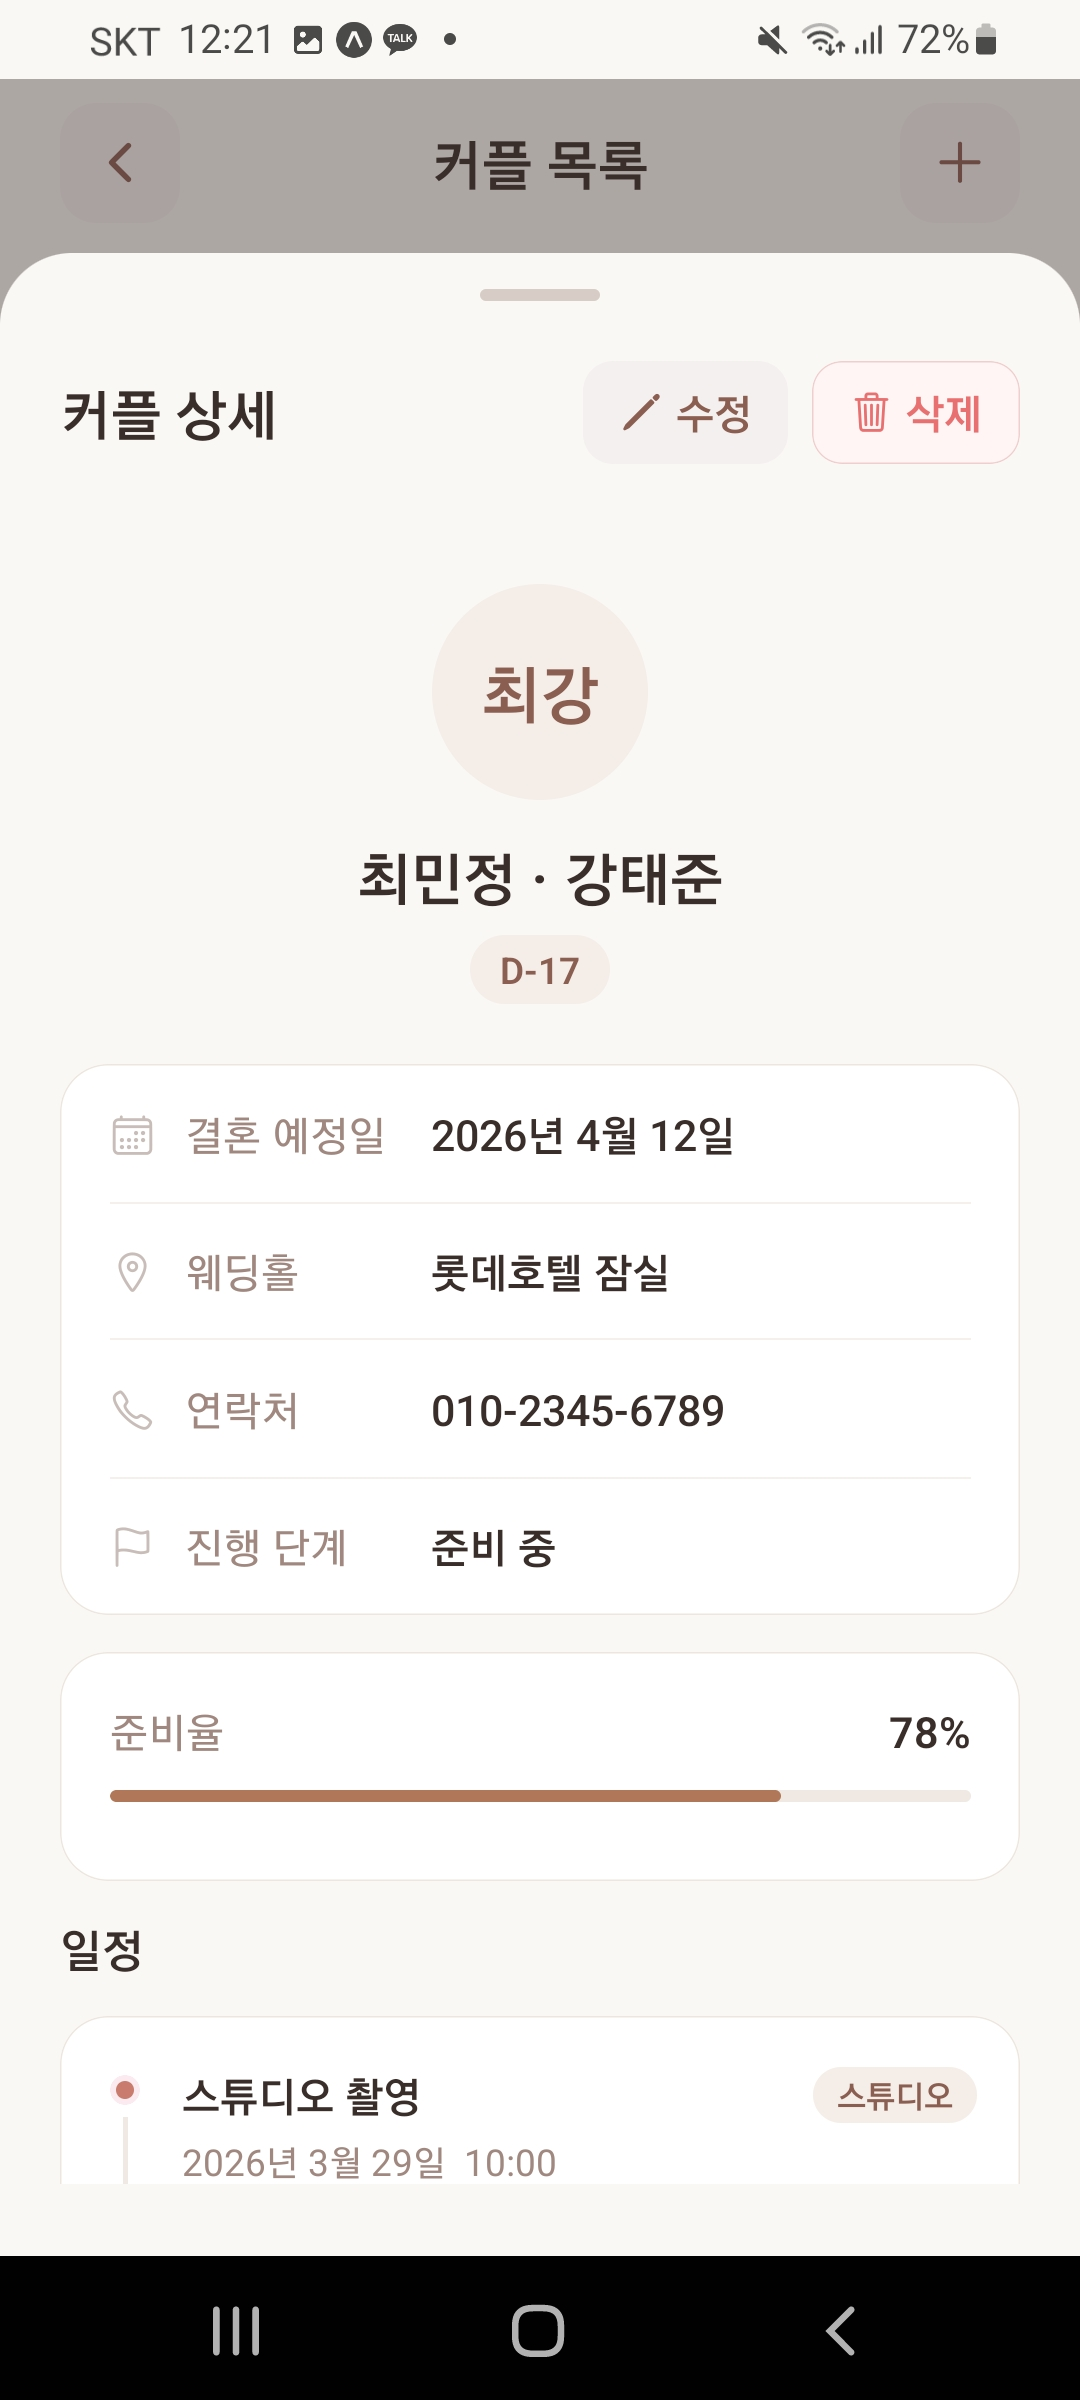 SKT 12:21 TALK 72%
커플 목록
커플 상세 수정 삭제
최강
최민정 · 강태준
D-17
결혼 예정일 2026년 4월 12일
웨딩홀 롯데호텔 잠실
연락처 010-2345-6789
진행 단계 준비 중
준비율 78%
일정
스튜디오 촬영 스튜디오
2026년 3월 29일 10:00